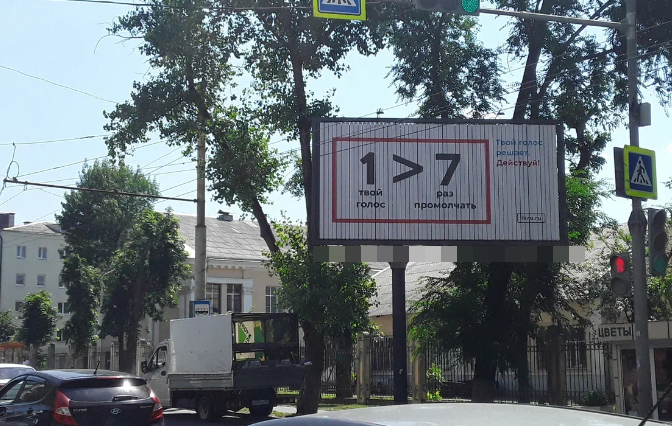 1 > 7
твой раз
голос промолчать
Твой голос
решает.
Действуй!
ЦВЕТЫ